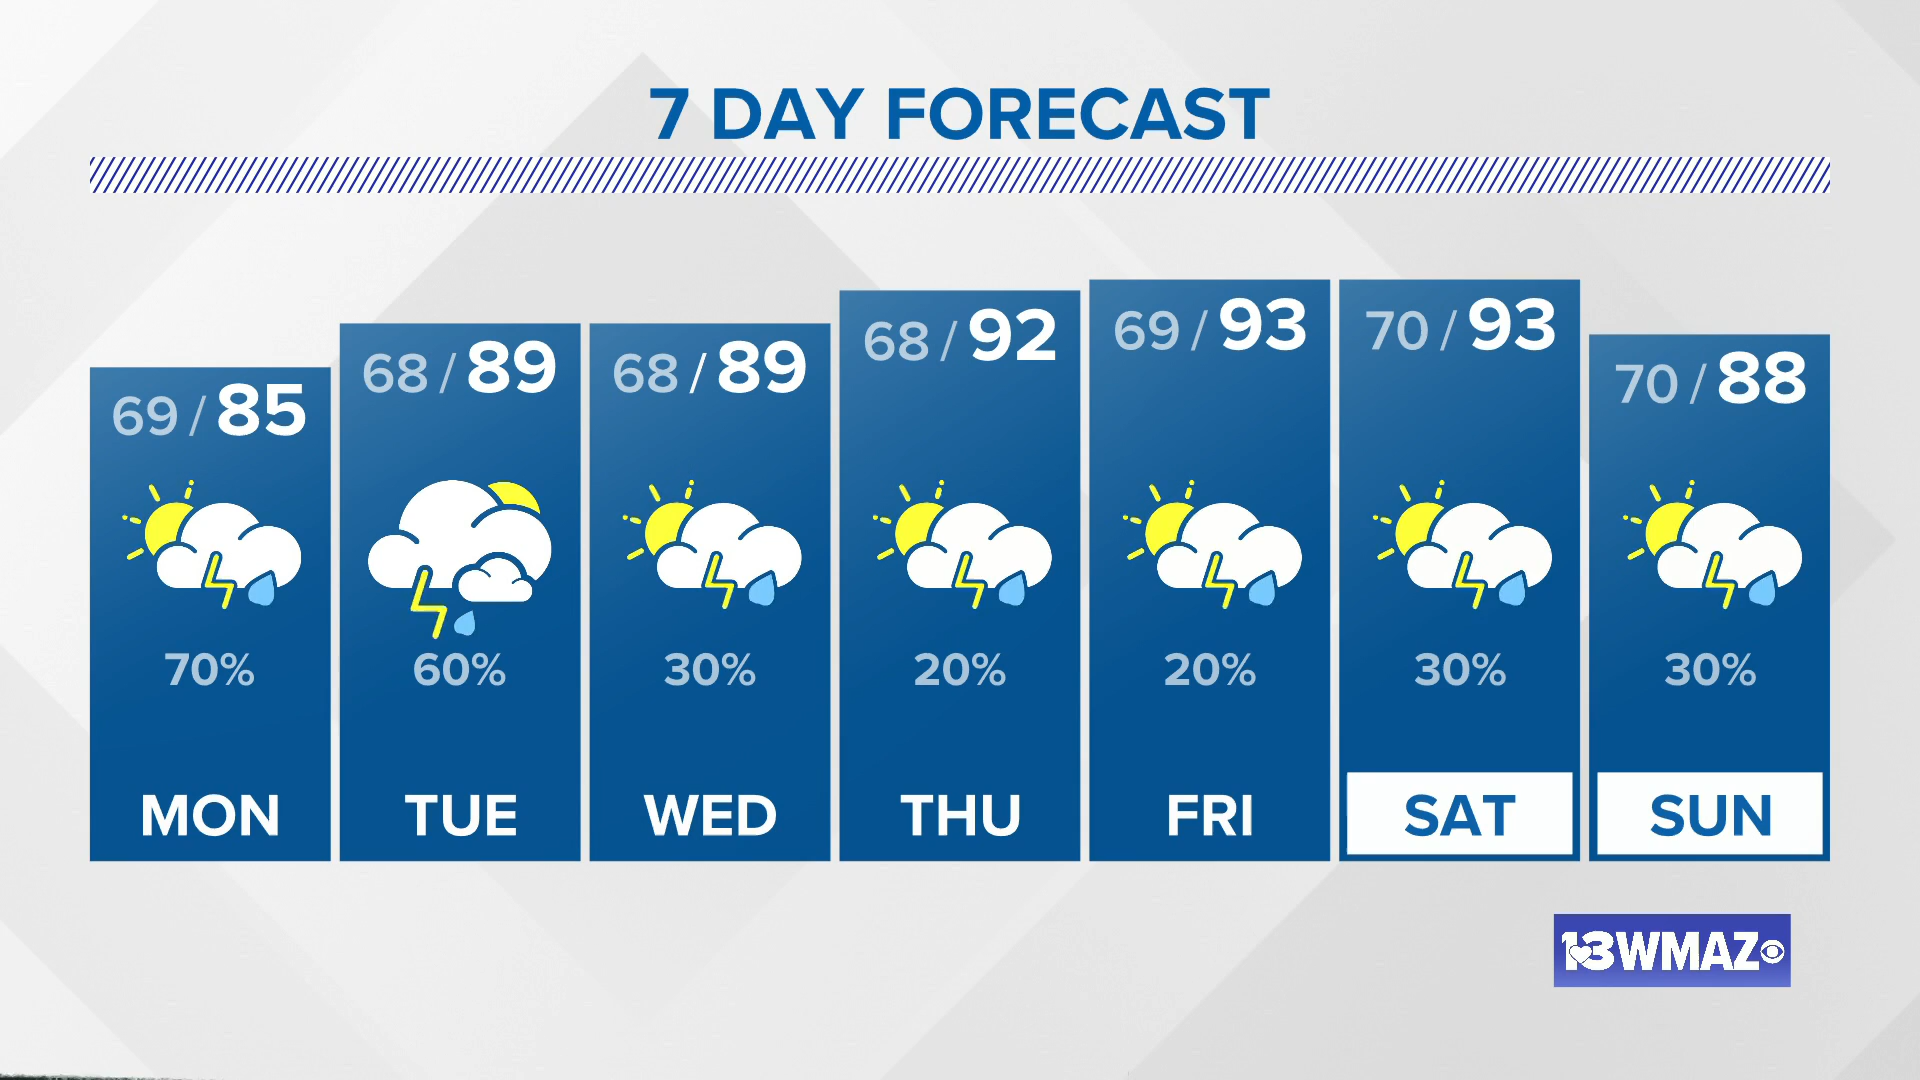 7 DAY FORECAST
69 / 85
68 / 89
68 / 89
68 / 92
69 / 93
70 / 93
70 / 88
70%
60%
30%
20%
20%
30%
30%
MON
TUE
WED
THU
FRI
SAT
SUN
13WMAZ